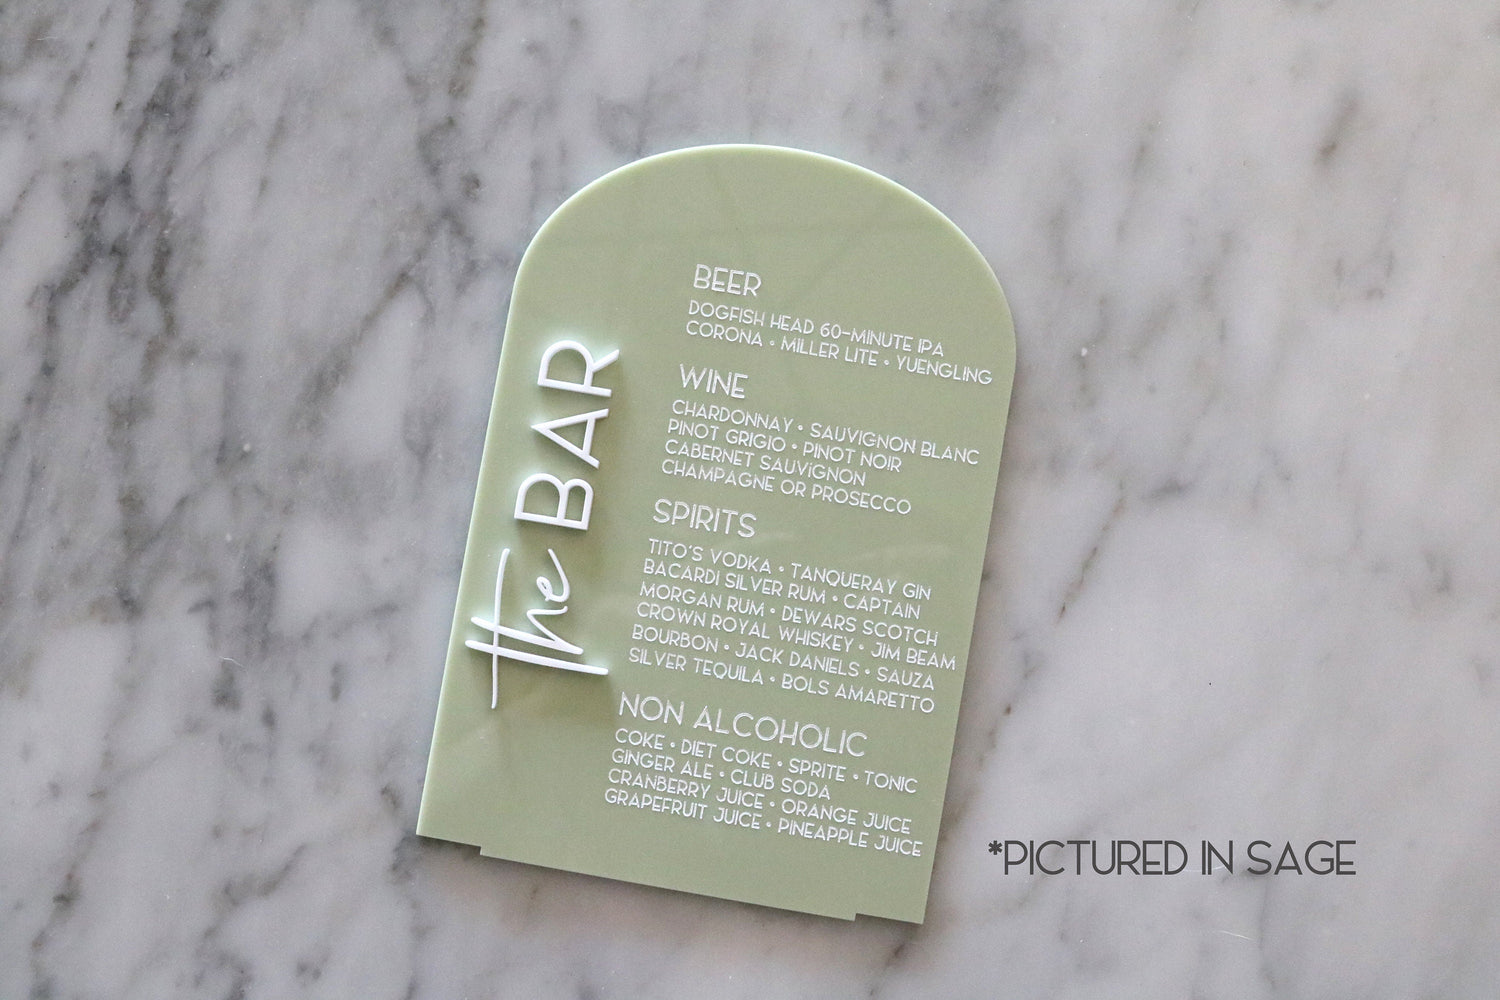 the BAR
BEER
DOGFISH HEAD 60-MINUTE IPA
CORONA • MILLER LITE • YUENGLING
WINE
CHARDONNAY • SAUVIGNON BLANC
PINOT GRIGIO • PINOT NOIR
CABERNET SAUVIGNON
CHAMPAGNE OR PROSECCO
SPIRITS
TITO'S VODKA • TANQUERAY GIN
BACARDI SILVER RUM • CAPTAIN
MORGAN RUM • DEWARS SCOTCH
CROWN ROYAL WHISKEY • JIM BEAM
BOURBON • JACK DANIELS • SAUZA
SILVER TEQUILA • BOLS AMARETTO
NON ALCOHOLIC
COKE • DIET COKE • SPRITE • TONIC
GINGER ALE • CLUB SODA
CRANBERRY JUICE • ORANGE JUICE
GRAPEFRUIT JUICE • PINEAPPLE JUICE
*PICTURED IN SAGE